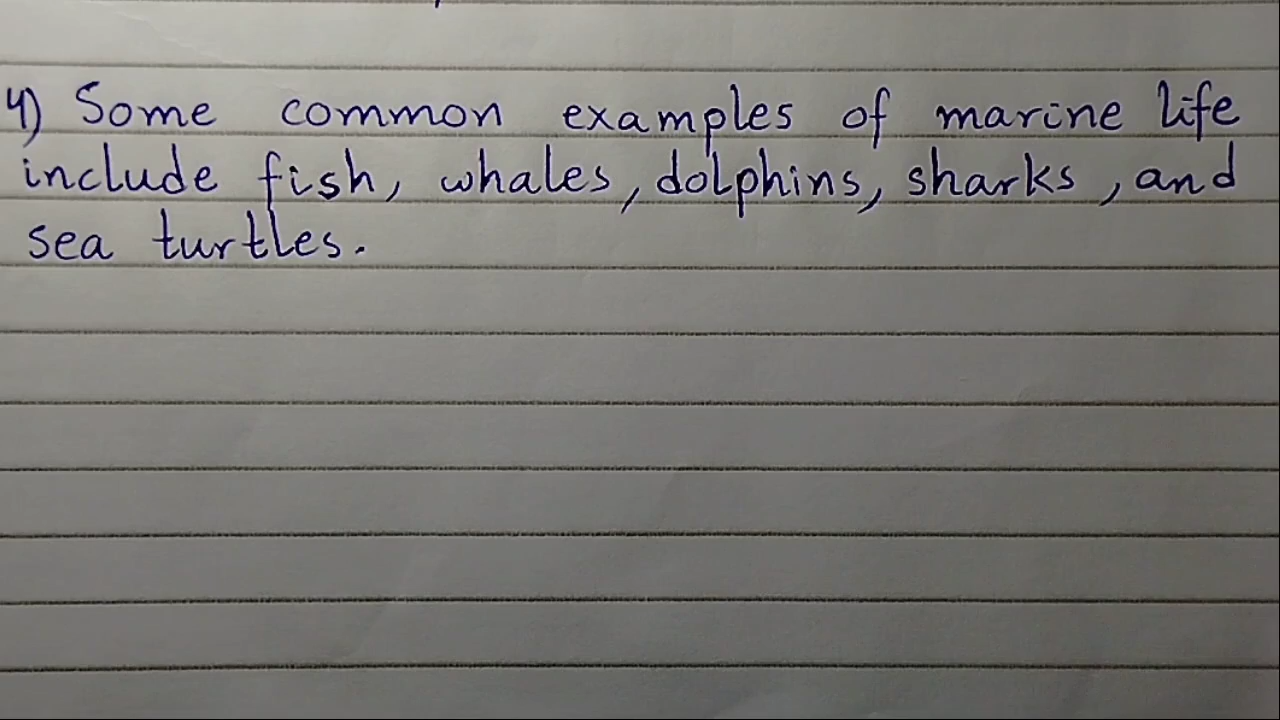 4) Some common examples of marine life
include fish, whales, dolphins, sharks, and
sea turtles.